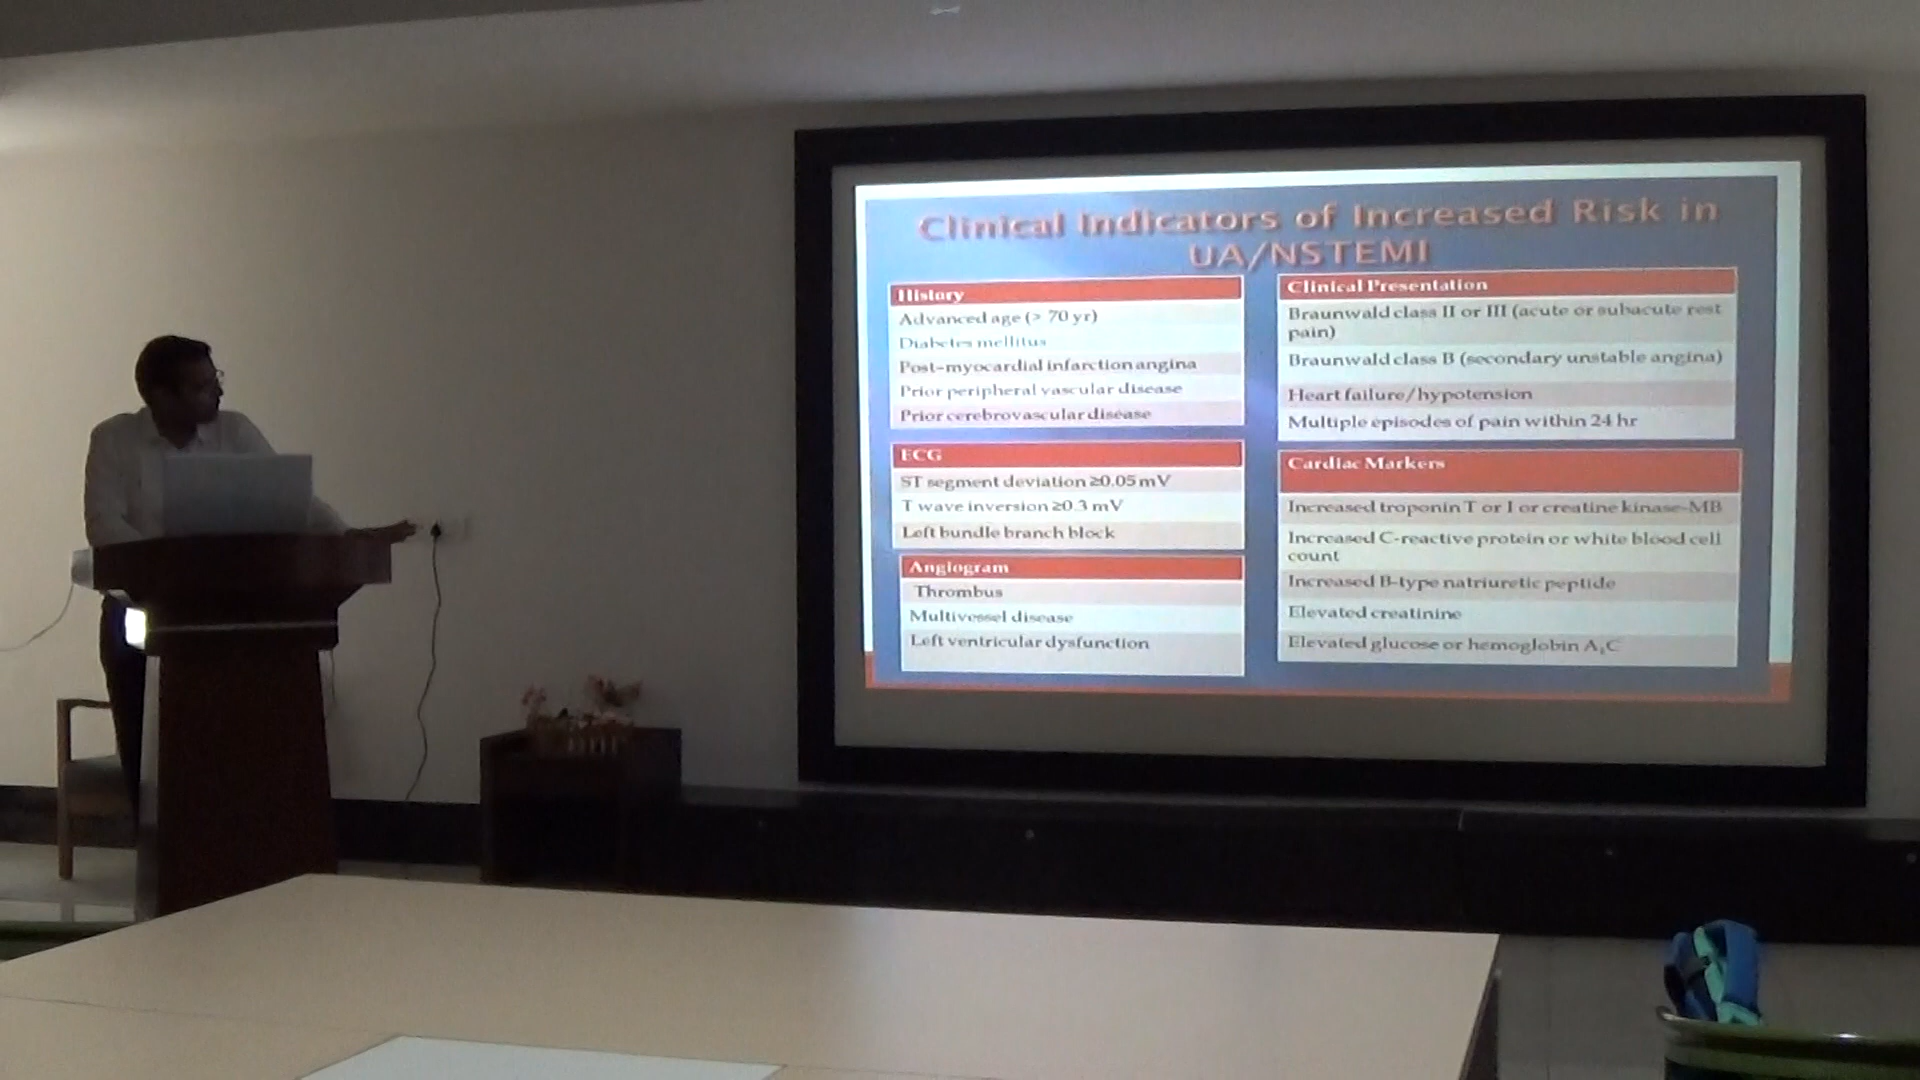 Clinical Indicators of Increased Risk in
UA/NSTEMI
History
Advanced age (> 70 yr)
Diabetes mellitus
Post-myocardial infarction angina
Prior peripheral vascular disease
Prior cerebrovascular disease
ECG
ST segment deviation ≥0.05 mV
T wave inversion ≥0.3 mV
Left bundle branch block
Angiogram
Thrombus
Multivessel disease
Left ventricular dysfunction
Clinical Presentation
Braunwald class II or III (acute or subacute rest
pain)
Braunwald class B (secondary unstable angina)
Heart failure/hypotension
Multiple episodes of pain within 24 hr
Cardiac Markers
Increased troponin T or I or creatine kinase-MB
Increased C-reactive protein or white blood cell
count
Increased B-type natriuretic peptide
Elevated creatinine
Elevated glucose or hemoglobin A₁C